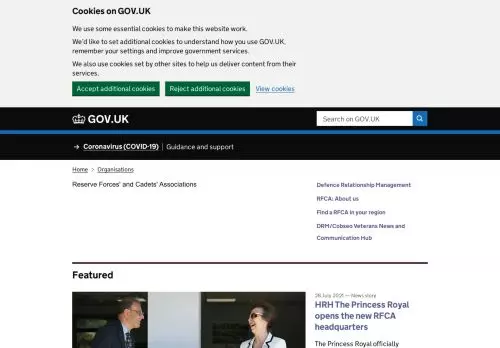 Cookies on GOV.UK
We use some essential cookies to make this website work.
We'd like to set additional cookies to understand how you use GOV.UK,
remember your settings and improve government services.
We also use cookies set by other sites to help us deliver content from their
services.
Accept additional cookies
Reject additional cookies
View cookies
GOV.UK
Search on GOV.UK
→ Coronavirus (COVID-19) | Guidance and support
Home > Organisations
Reserve Forces' and Cadets' Associations
Defence Relationship Management
RFCA: About us
Find a RFCA in your region
DRM/Cobseo Veterans News and
Communication Hub
Featured
28 July 2021 — News story
HRH The Princess Royal
opens the new RFCA
headquarters
The Princess Royal officially